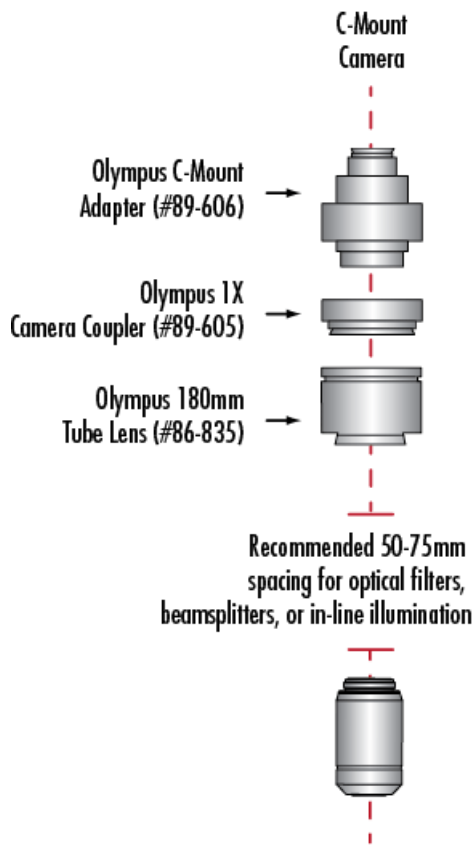 C-Mount
Camera
Olympus C-Mount
Adapter (#89-606)
Olympus 1X
Camera Coupler (#89-605)
Olympus 180mm
Tube Lens (#86-835)
Recommended 50-75mm
spacing for optical filters,
beamsplitters, or in-line illumination